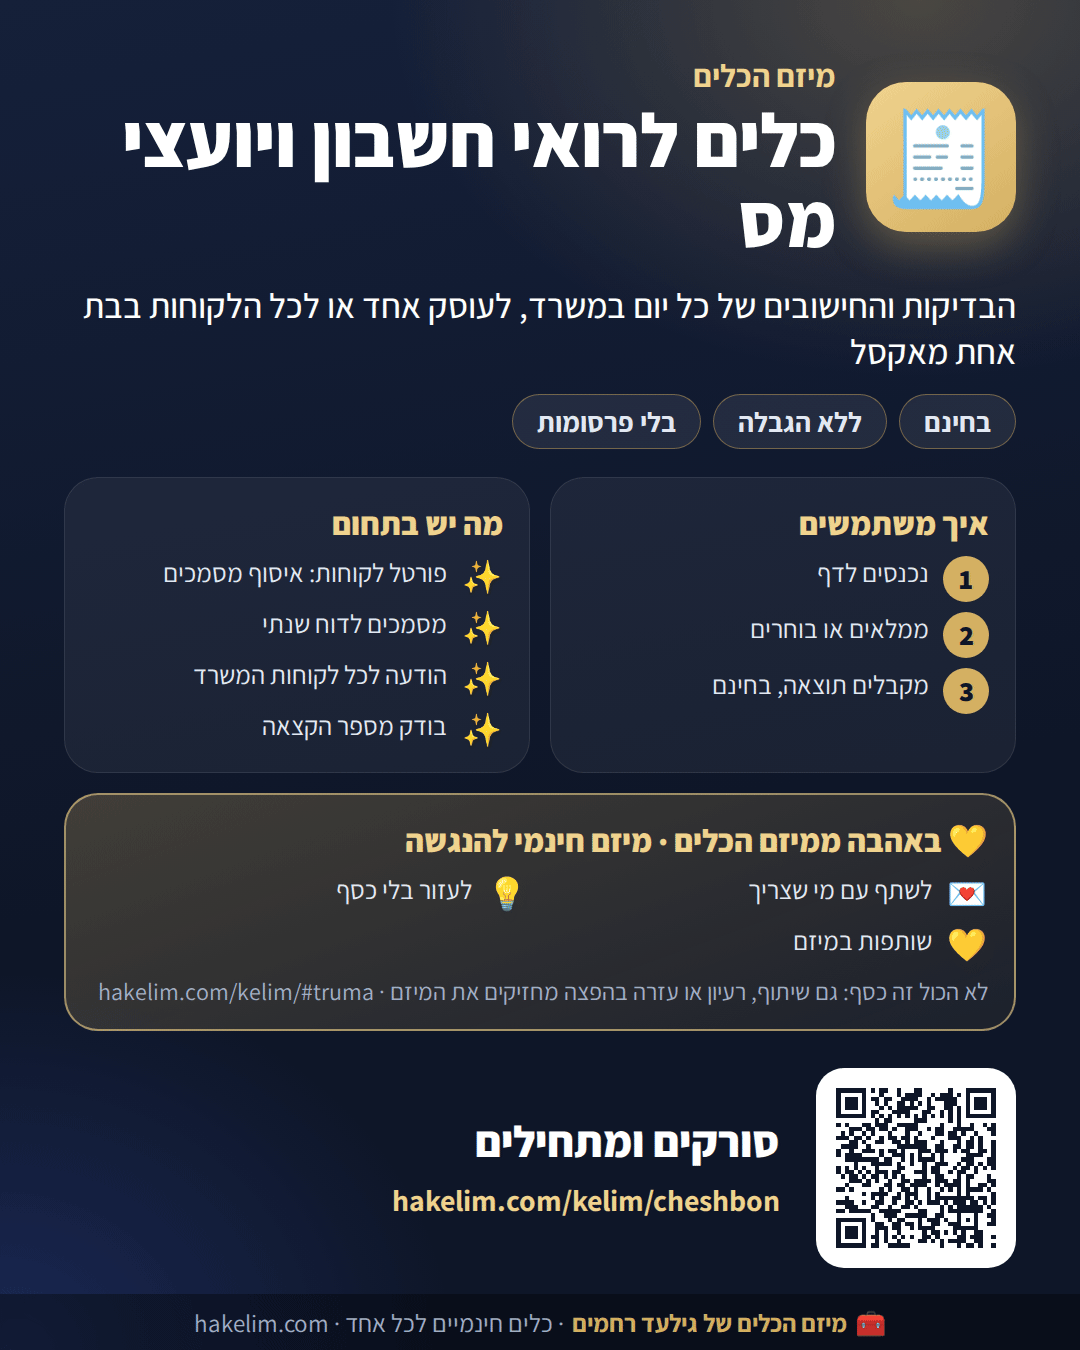 מיזם הכלים
כלים לרואי חשבון ויועצי
מס
הבדיקות והחישובים של כל יום במשרד, לעוסק אחד או לכל הלקוחות בבת
אחת מאקסל
בחינם
ללא הגבלה
בלי פרסומות
איך משתמשים
1 נכנסים לדף
2 ממלאים או בוחרים
3 מקבלים תוצאה, בחינם
מה יש בתחום
✨ פורטל לקוחות: איסוף מסמכים
✨ מסמכים לדוח שנתי
✨ הודעה לכל לקוחות המשרד
✨ בודק מספר הקצאה
💛 באהבה ממיזם הכלים · מיזם חינמי להנגשה
💌 לשתף עם מי שצריך
💡 לעזור בלי כסף
💛 שותפות במיזם
לא הכול זה כסף: גם שיתוף, רעיון או עזרה בהפצה מחזיקים את המיזם · hakelim.com/kelim/#truma
סורקים ומתחילים
hakelim.com/kelim/cheshbon
🧰 מיזם הכלים של גילעד רחמים · כלים חינמיים לכל אחד · hakelim.com